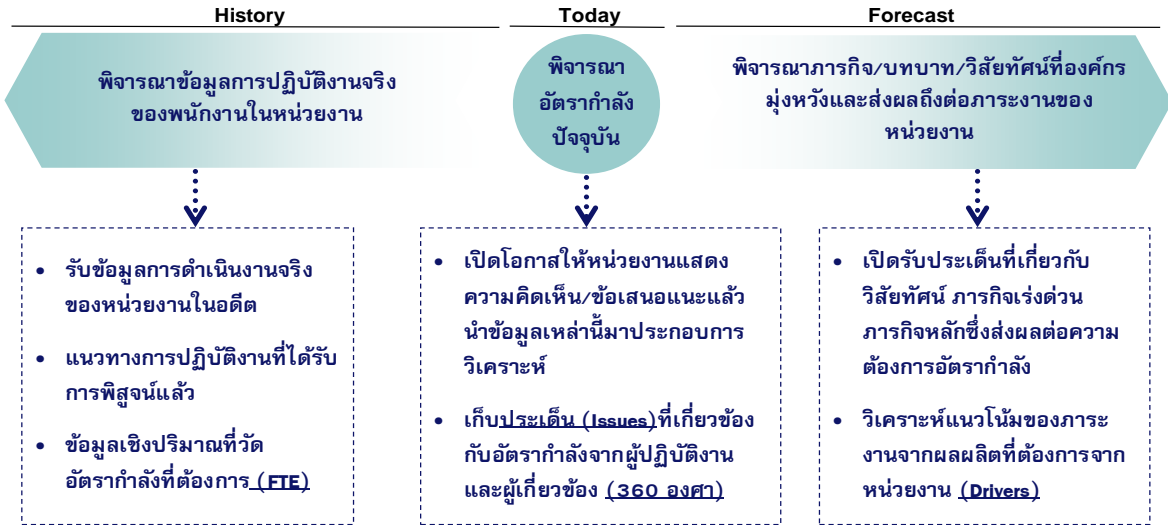 History
Today
Forecast
พิจารณาข้อมูลการปฏิบัติงานจริง
ของพนักงานในหน่วยงาน
พิจารณา
อัตรากำลัง
ปัจจุบัน
พิจารณาภารกิจ/บทบาท/วิสัยทัศน์ที่องค์กร
มุ่งหวังและส่งผลถึงต่อภาระงานของ
หน่วยงาน
• รับข้อมูลการดำเนินงานจริง
ของหน่วยงานในอดีต
• แนวทางการปฏิบัติงานที่ได้รับ
การพิสูจน์แล้ว
• ข้อมูลเชิงปริมาณที่วัด
อัตรากำลังที่ต้องการ (FTE)
• เปิดโอกาสให้หน่วยงานแสดง
ความคิดเห็น/ข้อเสนอแนะแล้ว
นำข้อมูลเหล่านี้มาประกอบการ
วิเคราะห์
• เก็บประเด็น (Issues)ที่เกี่ยวข้อง
กับอัตรากำลังจากผู้ปฏิบัติงาน
และผู้เกี่ยวข้อง (360 องศา)
• เปิดรับประเด็นที่เกี่ยวกับ
วิสัยทัศน์ ภารกิจเร่งด่วน
ภารกิจหลักซึ่งส่งผลต่อความ
ต้องการอัตรากำลัง
• วิเคราะห์แนวโน้มของภาระ
งานจากผลผลิตที่ต้องการจาก
หน่วยงาน (Drivers)